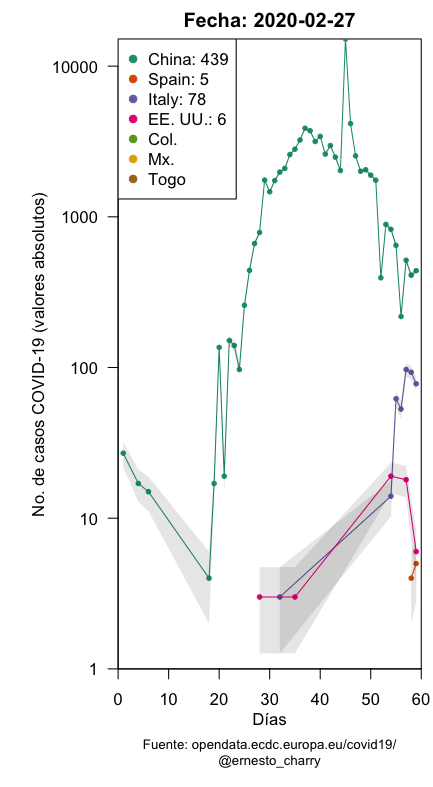 Fecha: 2020-02-27
China: 439
Spain: 5
Italy: 78
EE. UU.: 6
Col.
Mx.
Togo
No. de casos COVID-19 (valores absolutos)
10000
1000
100
10
1
0 10 20 30 40 50 60
Días
Fuente: opendata.ecdc.europa.eu/covid19/
@ernesto_charry